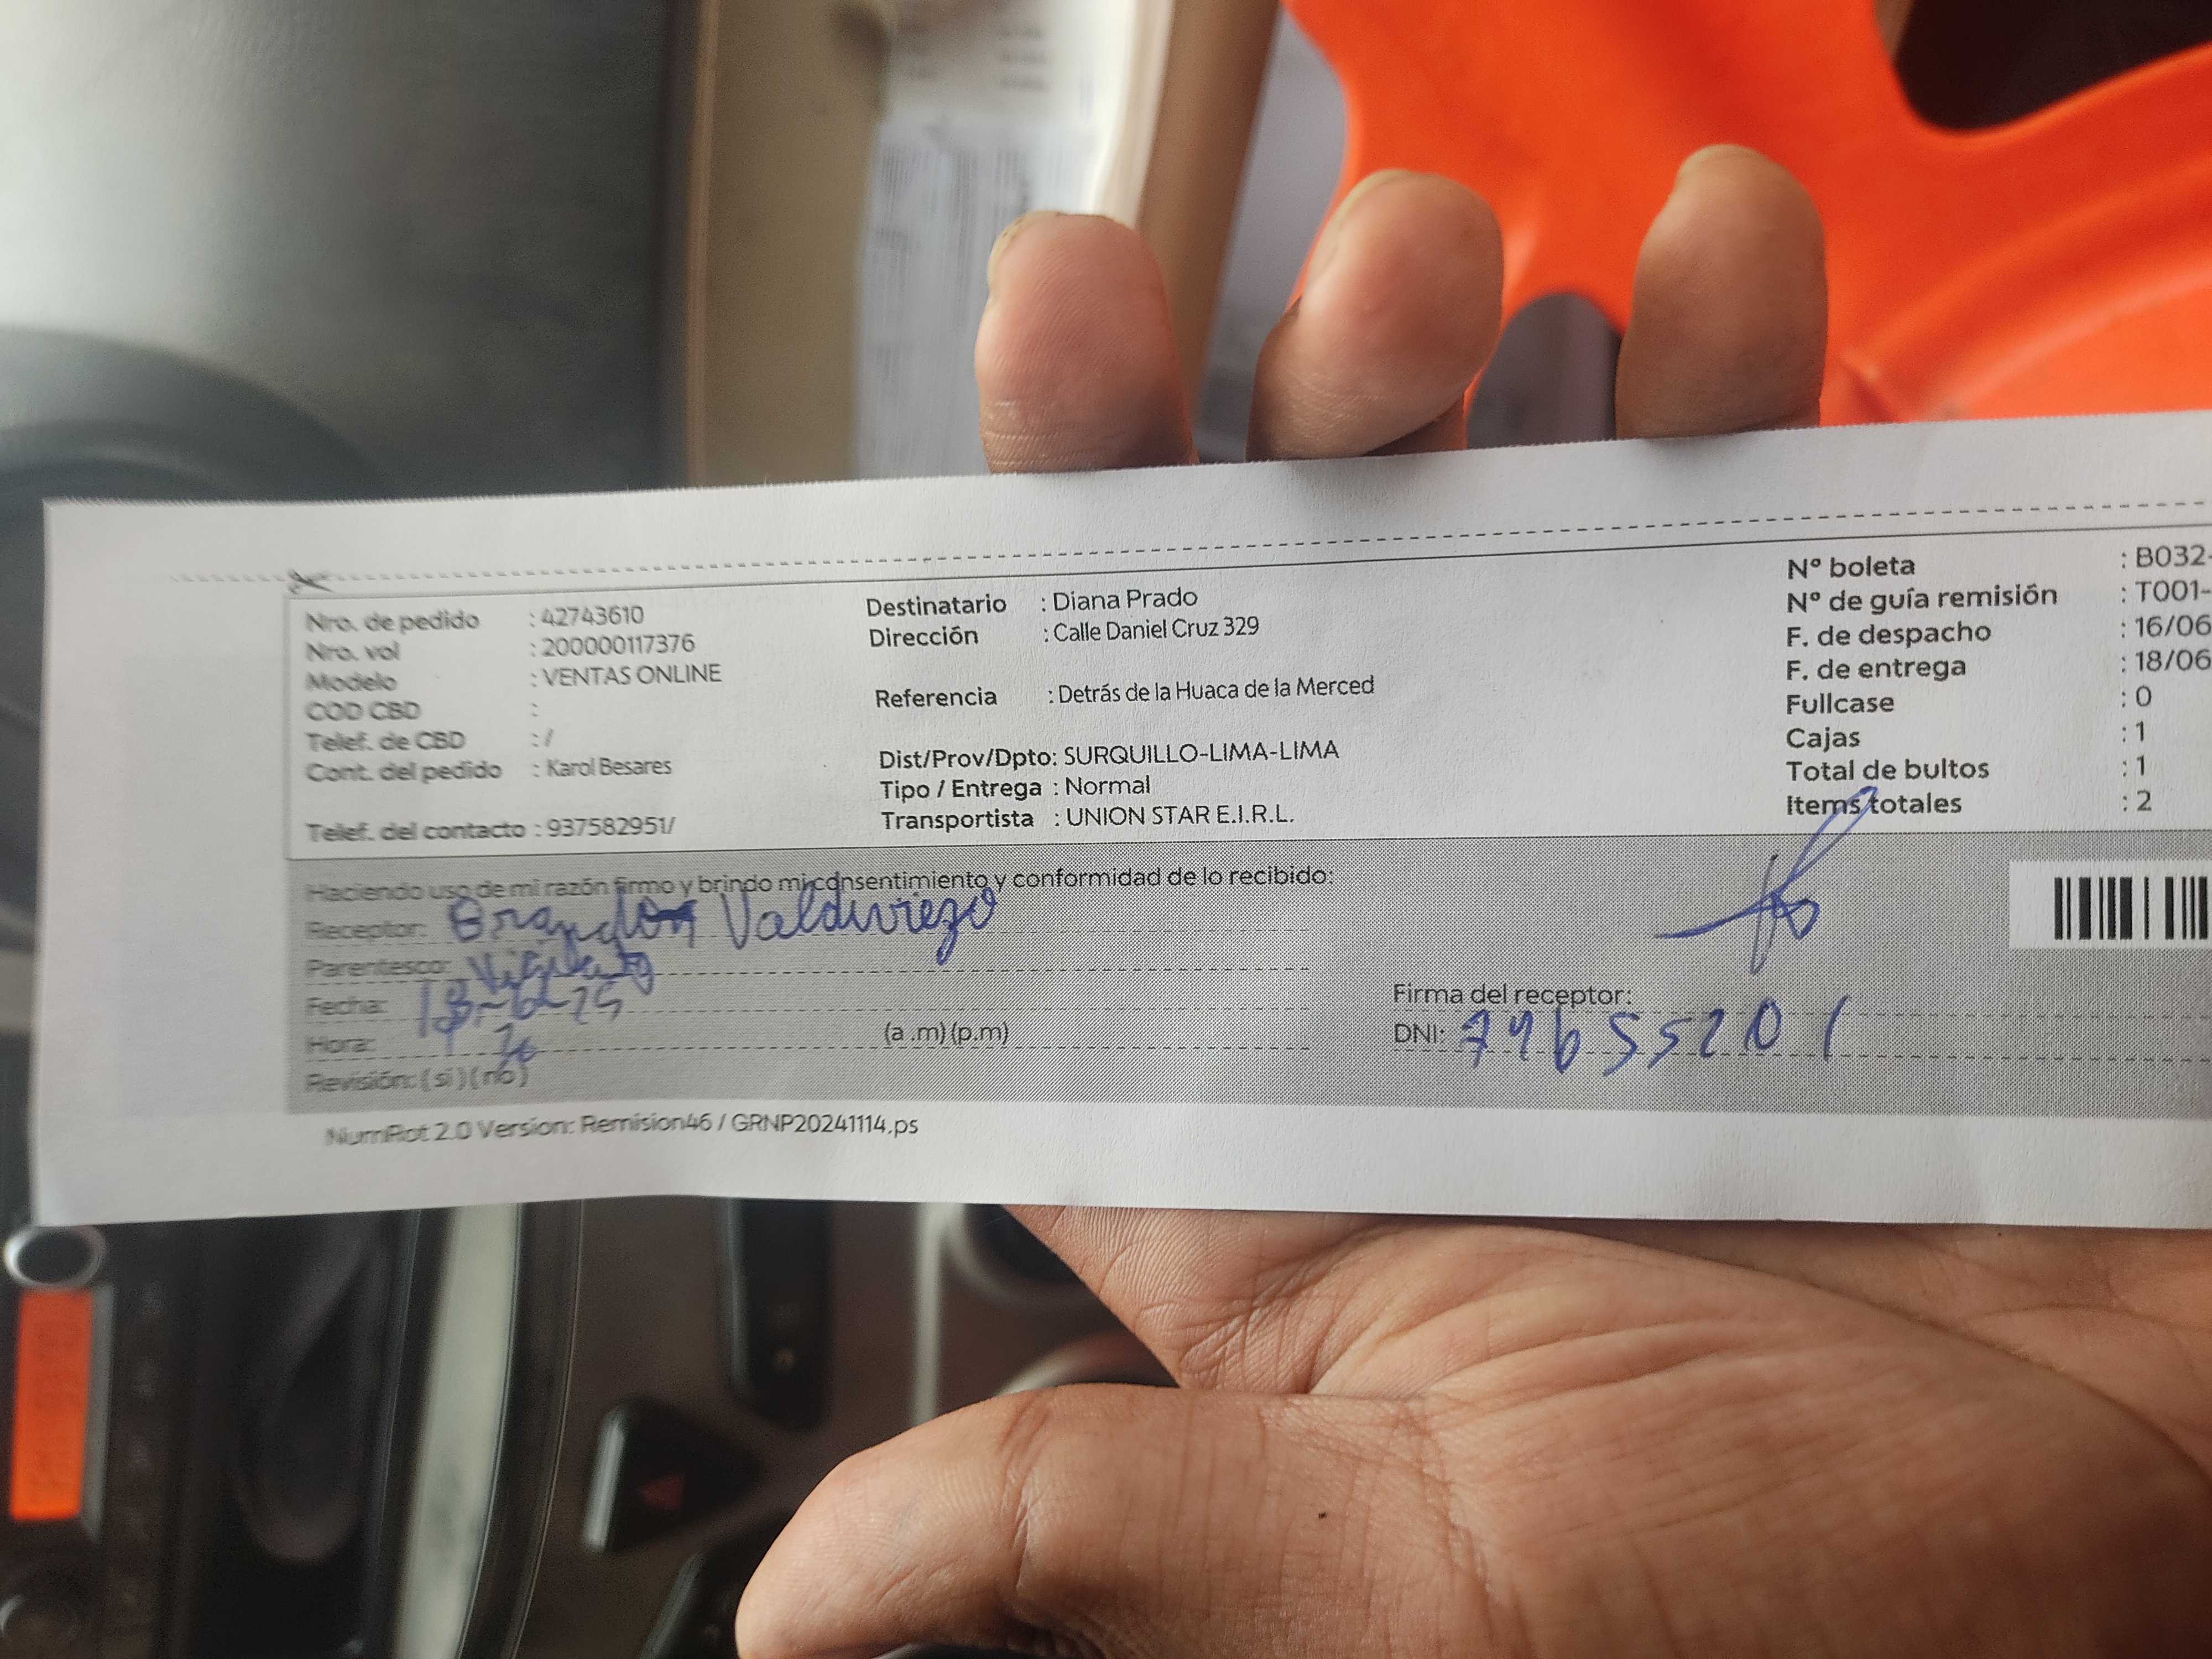 Nro. de pedido : 42743610
Nro. vol : 200000117376
Modelo : VENTAS ONLINE
COD CBD :
Telef. de CBD : /
Cont. del pedido : Karol Besares
Telef. del contacto : 937582951/
Destinatario : Diana Prado
Dirección : Calle Daniel Cruz 329
Referencia : Detrás de la Huaca de la Merced
Dist/Prov/Dpto: SURQUILLO-LIMA-LIMA
Tipo / Entrega : Normal
Transportista : UNION STAR E.I.R.L.
Nº boleta : B032-
Nº de guía remisión : T001-
F. de despacho : 16/06
F. de entrega : 18/06
Fullcase : 0
Cajas : 1
Total de bultos : 1
Items totales : 2
Haciendo uso de mi razón firmo y brindo mi consentimiento y conformidad de lo recibido:
Receptor: Brandon Valdiviezo
Parentesco:
Fecha: 18-6-25
Hora: (a .m) (p.m)
Revisión: ( si ) ( no )
Firma del receptor:
DNI:
NumRot 2.0 Version: Remision46 / GRNP20241114.ps